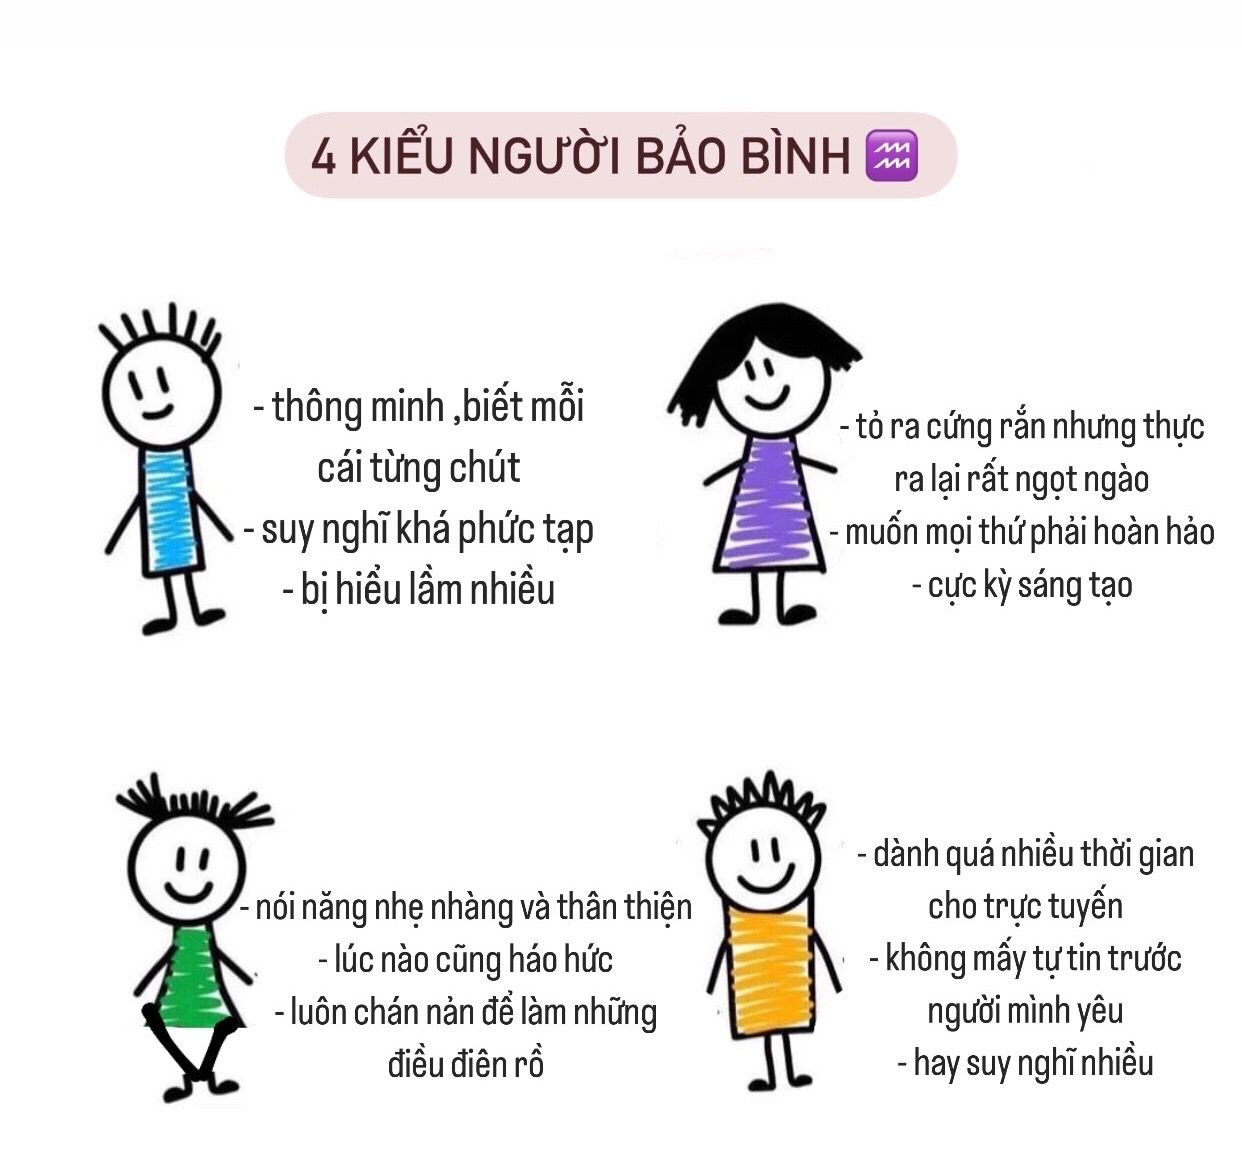 4 KIỂU NGƯỜI BẢO BÌNH ♒
- thông minh ,biết mỗi
cái từng chút
- suy nghĩ khá phức tạp
- bị hiểu lầm nhiều
- tỏ ra cứng rắn nhưng thực
ra lại rất ngọt ngào
- muốn mọi thứ phải hoàn hảo
- cực kỳ sáng tạo
- nói năng nhẹ nhàng và thân thiện
- lúc nào cũng háo hức
- luôn chán nản để làm những
điều điên rồ
- dành quá nhiều thời gian
cho trực tuyến
- không mấy tự tin trước
người mình yêu
- hay suy nghĩ nhiều